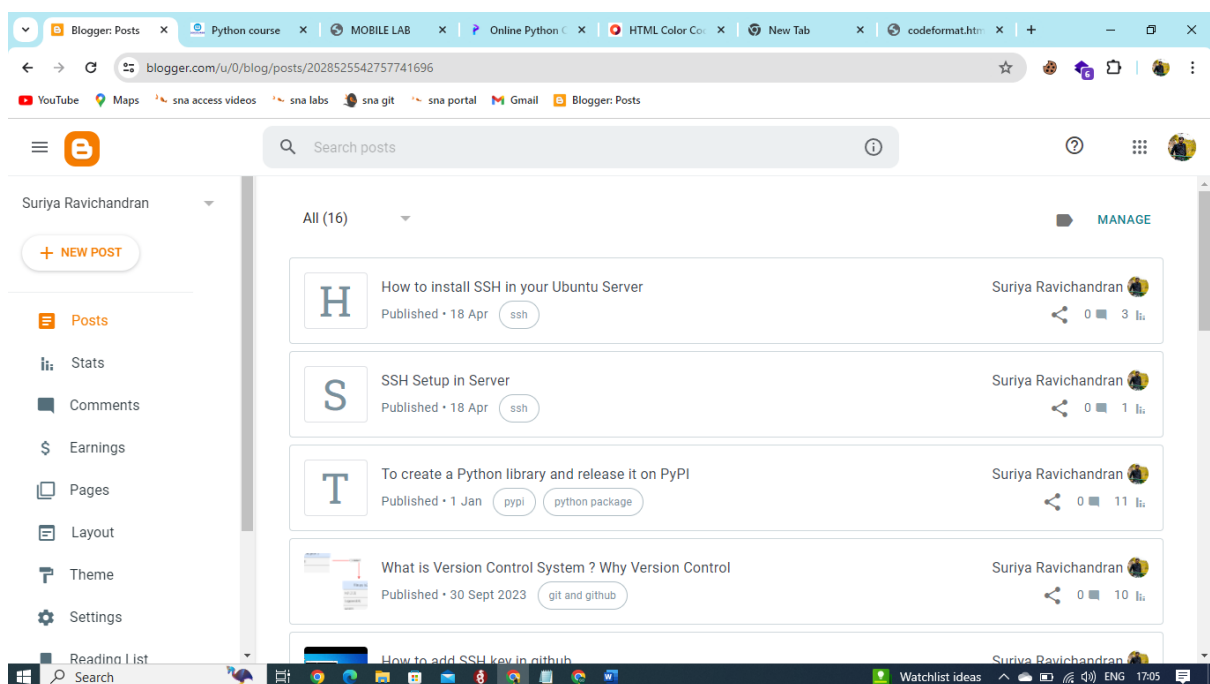 Blogger: Posts
Python course
MOBILE LAB
Online Python C
HTML Color Co
New Tab
codeformat.htm
blogger.com/u/0/blog/posts/2028525542757741696
6
YouTube
Maps
sna access videos
sna labs
sna git
sna portal
Gmail
Blogger: Posts
Search posts
Suriya Ravichandran
NEW POST
Posts
Stats
Comments
Earnings
Pages
Layout
Theme
Settings
Reading List
All (16)
MANAGE
H
How to install SSH in your Ubuntu Server
Suriya Ravichandran
Published • 18 Apr
ssh
0
3
S
SSH Setup in Server
Suriya Ravichandran
Published • 18 Apr
ssh
0
1
T
To create a Python library and release it on PyPI
Suriya Ravichandran
Published • 1 Jan
pypi
python package
0
11
What is Version Control System ? Why Version Control
Suriya Ravichandran
Published • 30 Sept 2023
git and github
0
10
How to add SSH key in github
Suriya Ravichandran
Search
Watchlist ideas
ENG
17:05